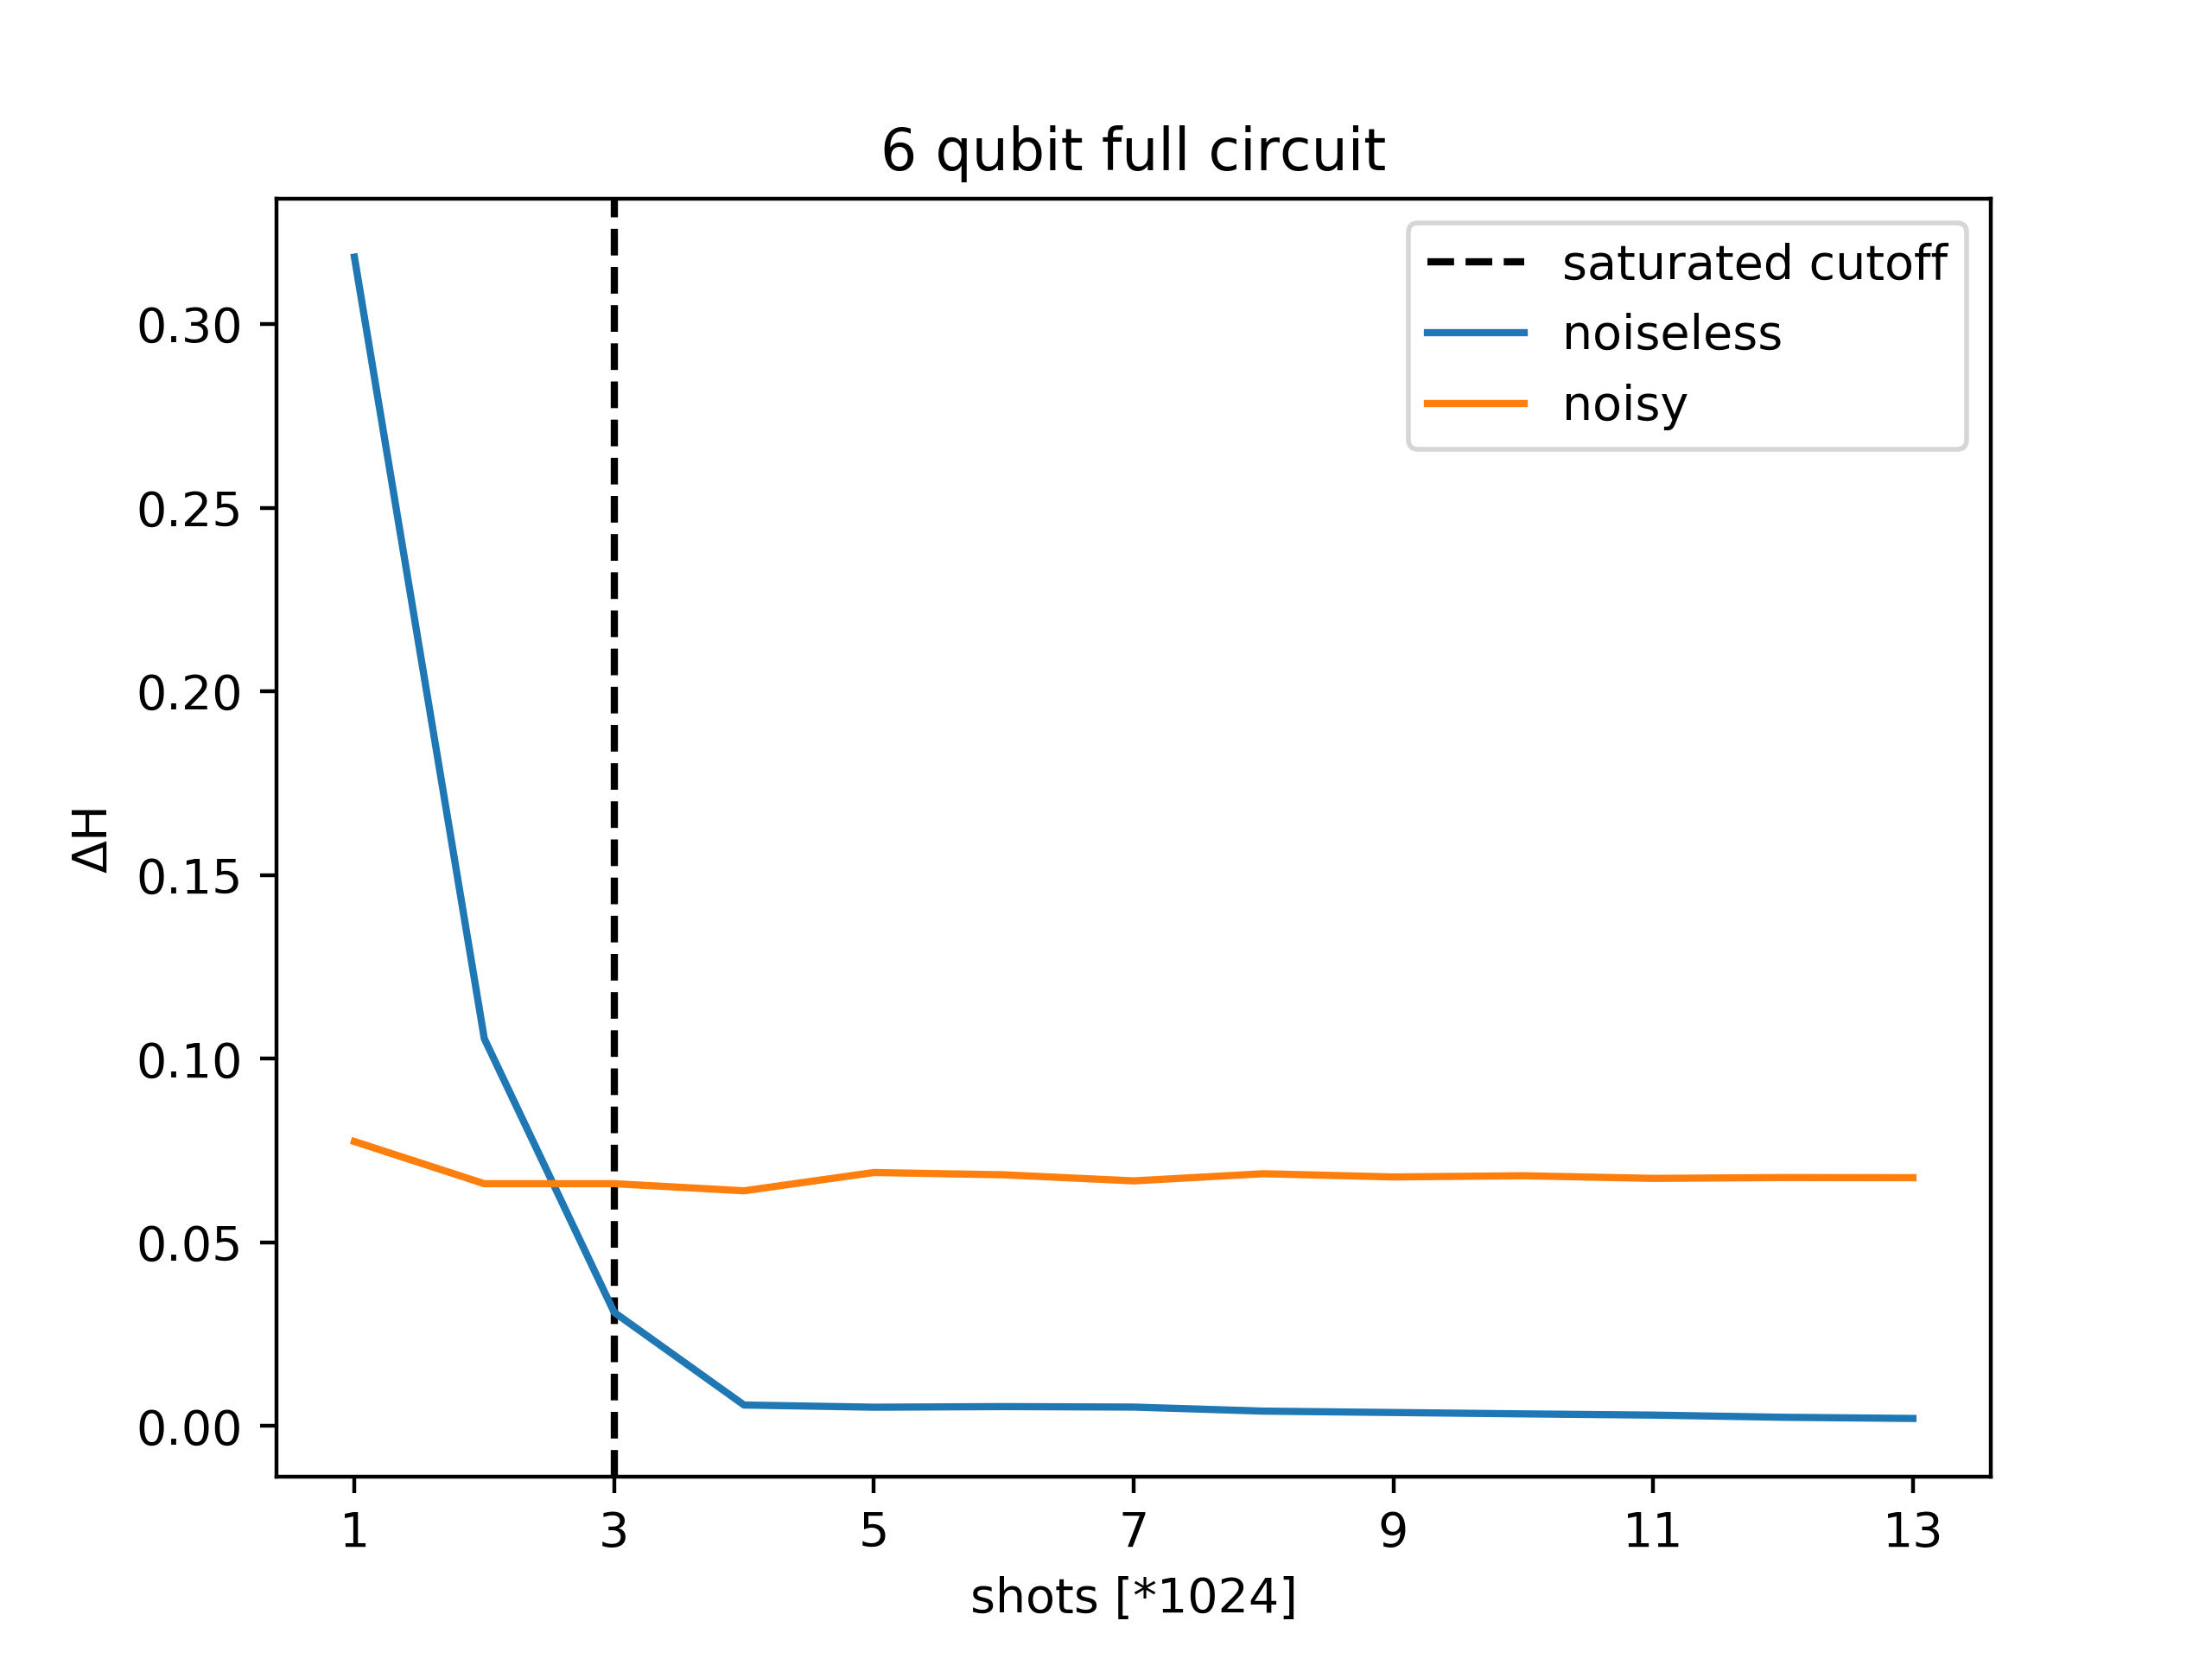 6 qubit full circuit
saturated cutoff
noiseless
noisy
0.30
0.25
0.20
0.15
0.10
0.05
0.00
ΔH
1 3 5 7 9 11 13
shots [*1024]